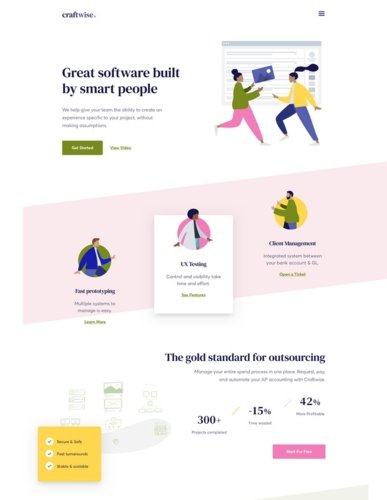 craftwise.
Great software built
by smart people
We help give your team the ability to create an
experience specific to your project, without
making assumptions.
Get Started
View Video
Client Management
Integrated system between
your bank account & GL.
Open a Ticket
UX Testing
Control and visibility take
time and effort.
See Features
Fast prototyping
Multiple systems to
manage is easy.
Learn More
The gold standard for outsourcing
Manage your entire spend process in one place. Request, pay,
and automate your AP accounting with Craftwise.
300+
Projects completed
-15%
Time wasted
42%
More Profitable
Secure & Safe
Fast turnarounds
Stable & scalable
Start For Free